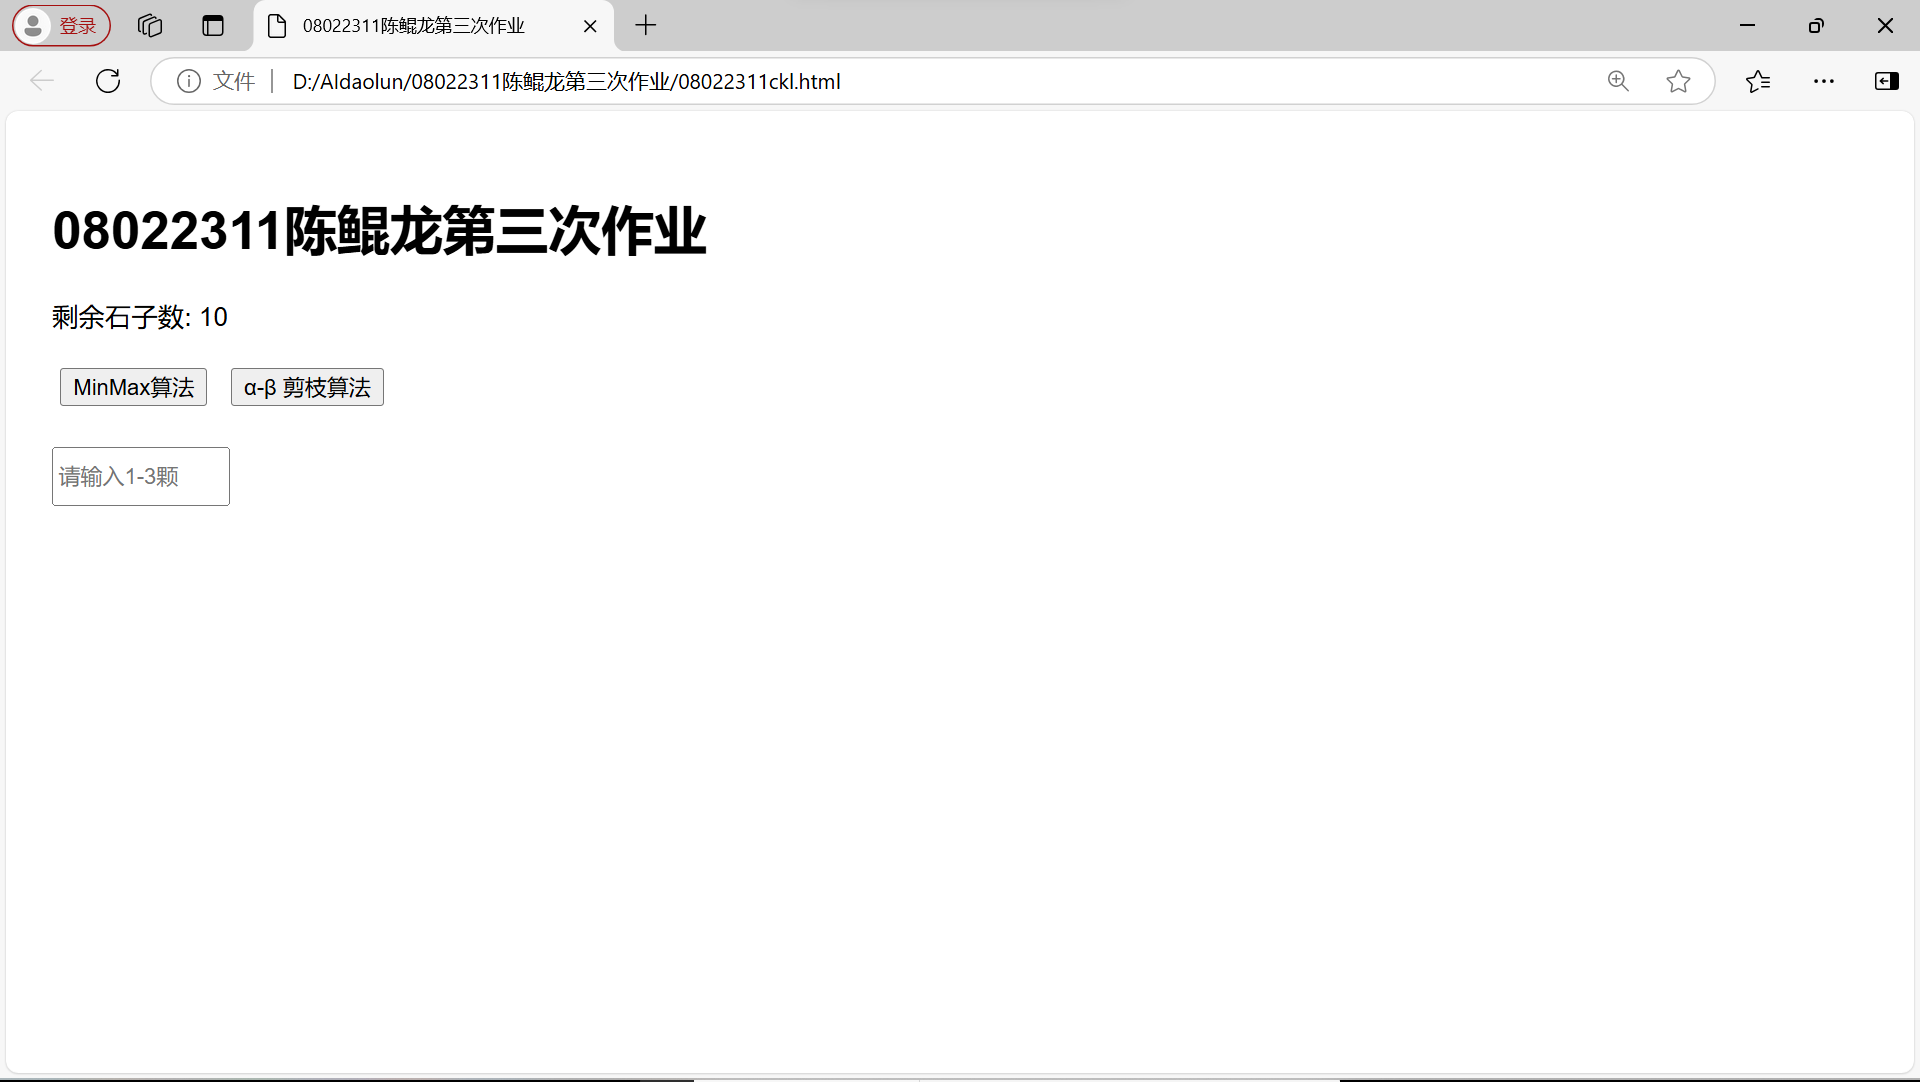 登录
08022311陈鲲龙第三次作业
文件
D:/AIdaolun/08022311陈鲲龙第三次作业/08022311ckl.html
08022311陈鲲龙第三次作业
剩余石子数: 10
MinMax算法 α-β 剪枝算法
请输入1-3颗